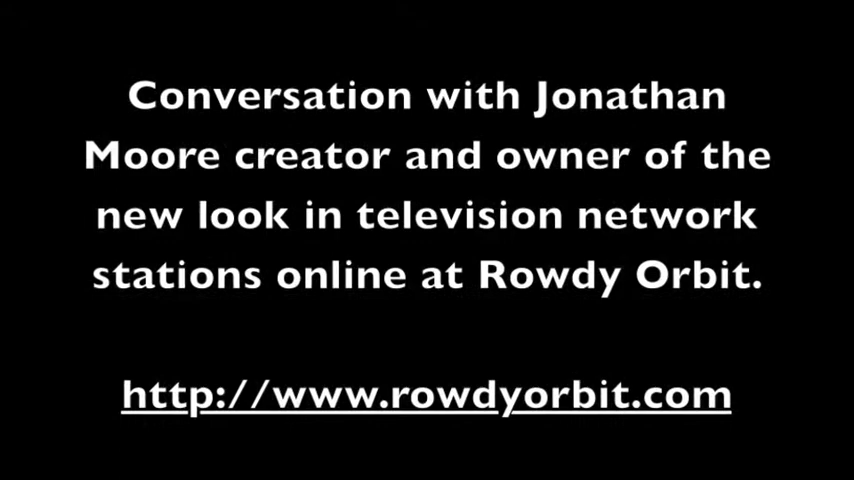 Conversation with Jonathan
Moore creator and owner of the
new look in television network
stations online at Rowdy Orbit.
http://www.rowdyorbit.com